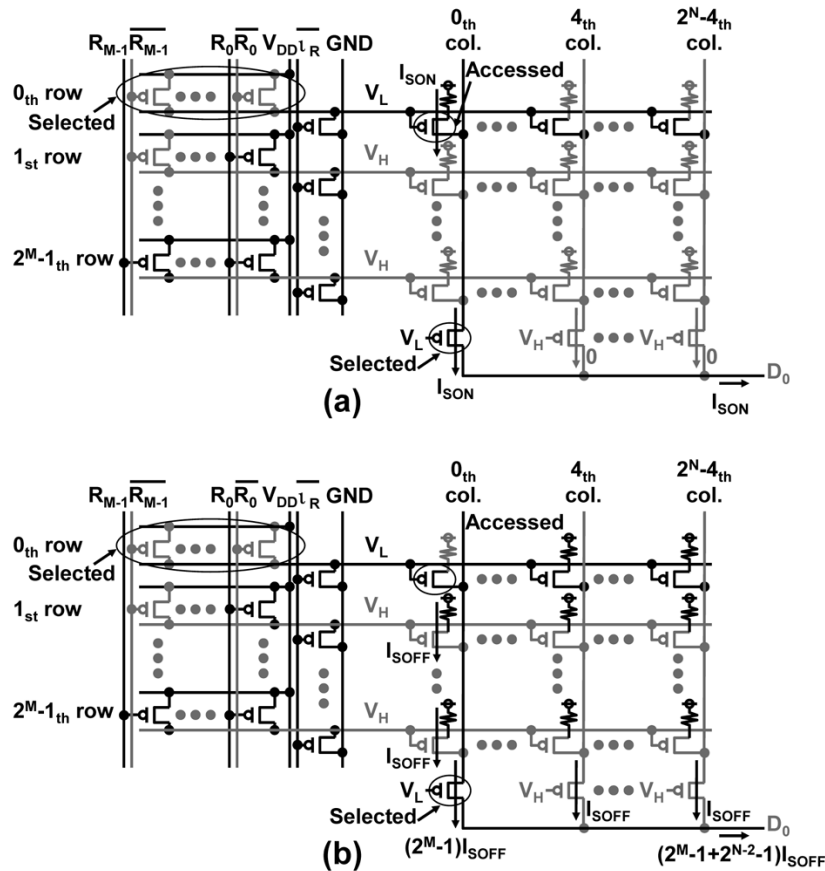 0th 4th 2^N-4th
R_M-1 R̅_M-1 R_0 R̅_0 V_DD ι̅_R GND col. col. col.
I_SON Accessed
0th row V_L
Selected
1st row V_H
2^M-1th row V_H
V_L V_H V_H
Selected 0 0
D_0
I_SON I_SON
(a)
0th 4th 2^N-4th
R_M-1 R̅_M-1 R_0 R̅_0 V_DD ι̅_R GND col. col. col.
Accessed
0th row V_L
Selected
1st row V_H
I_SOFF
2^M-1th row V_H
I_SOFF
V_L V_H V_H
Selected I_SOFF I_SOFF
D_0
(2^M-1)I_SOFF (2^M-1+2^N-2-1)I_SOFF
(b)